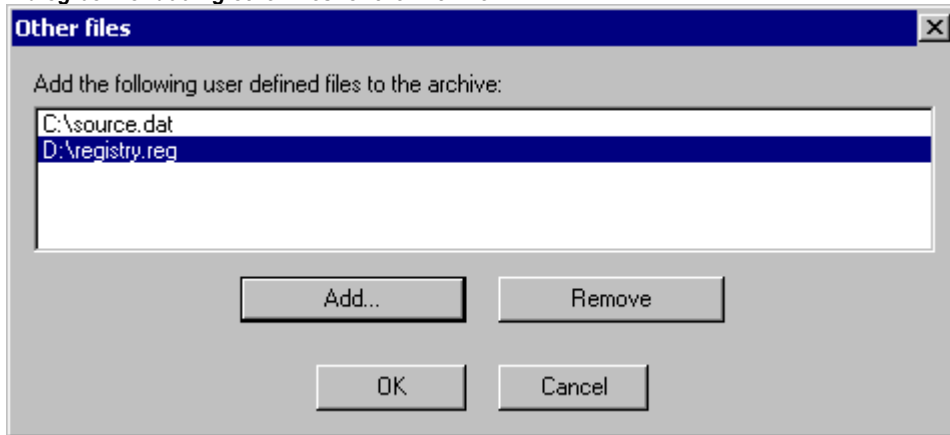 Other files
Add the following user defined files to the archive:
C:\source.dat
D:\registry.reg
Add...
Remove
OK
Cancel